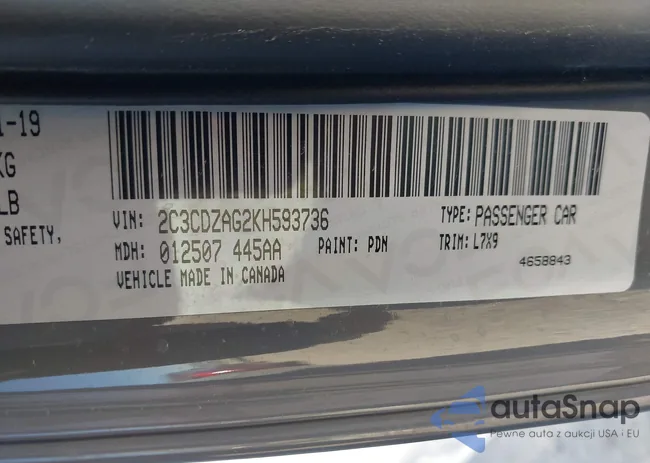 1-19
KG
LB
SAFETY,
VIN: 2C3CDZAG2KH593736
TYPE: PASSENGER CAR
MDH: 012507 445AA
PAINT: PDN
TRIM: L7X9
VEHICLE MADE IN CANADA
4658843
autaSnap
Pewne auta z aukcji USA i EU